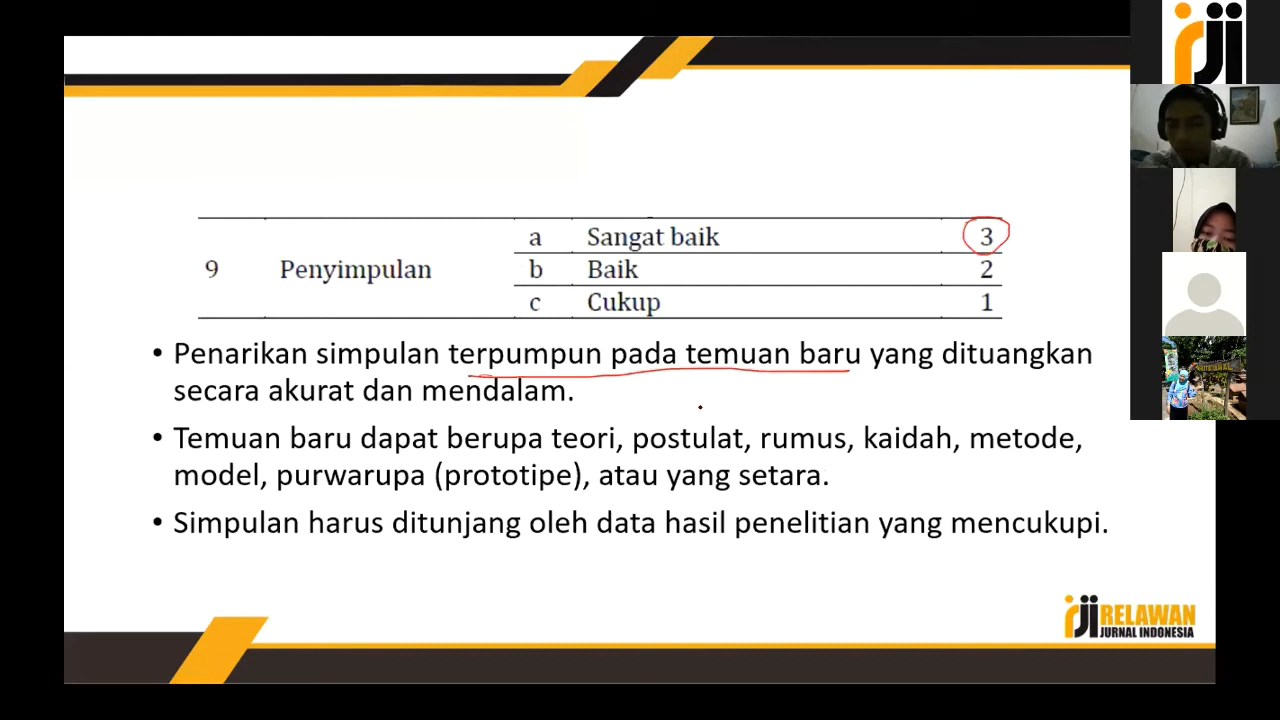 a Sangat baik 3
9 Penyimpulan b Baik 2
c Cukup 1
• Penarikan simpulan terpumpun pada temuan baru yang dituangkan
secara akurat dan mendalam.
• Temuan baru dapat berupa teori, postulat, rumus, kaidah, metode,
model, purwarupa (prototipe), atau yang setara.
• Simpulan harus ditunjang oleh data hasil penelitian yang mencukupi.
rji RELAWAN
JURNAL INDONESIA
rji